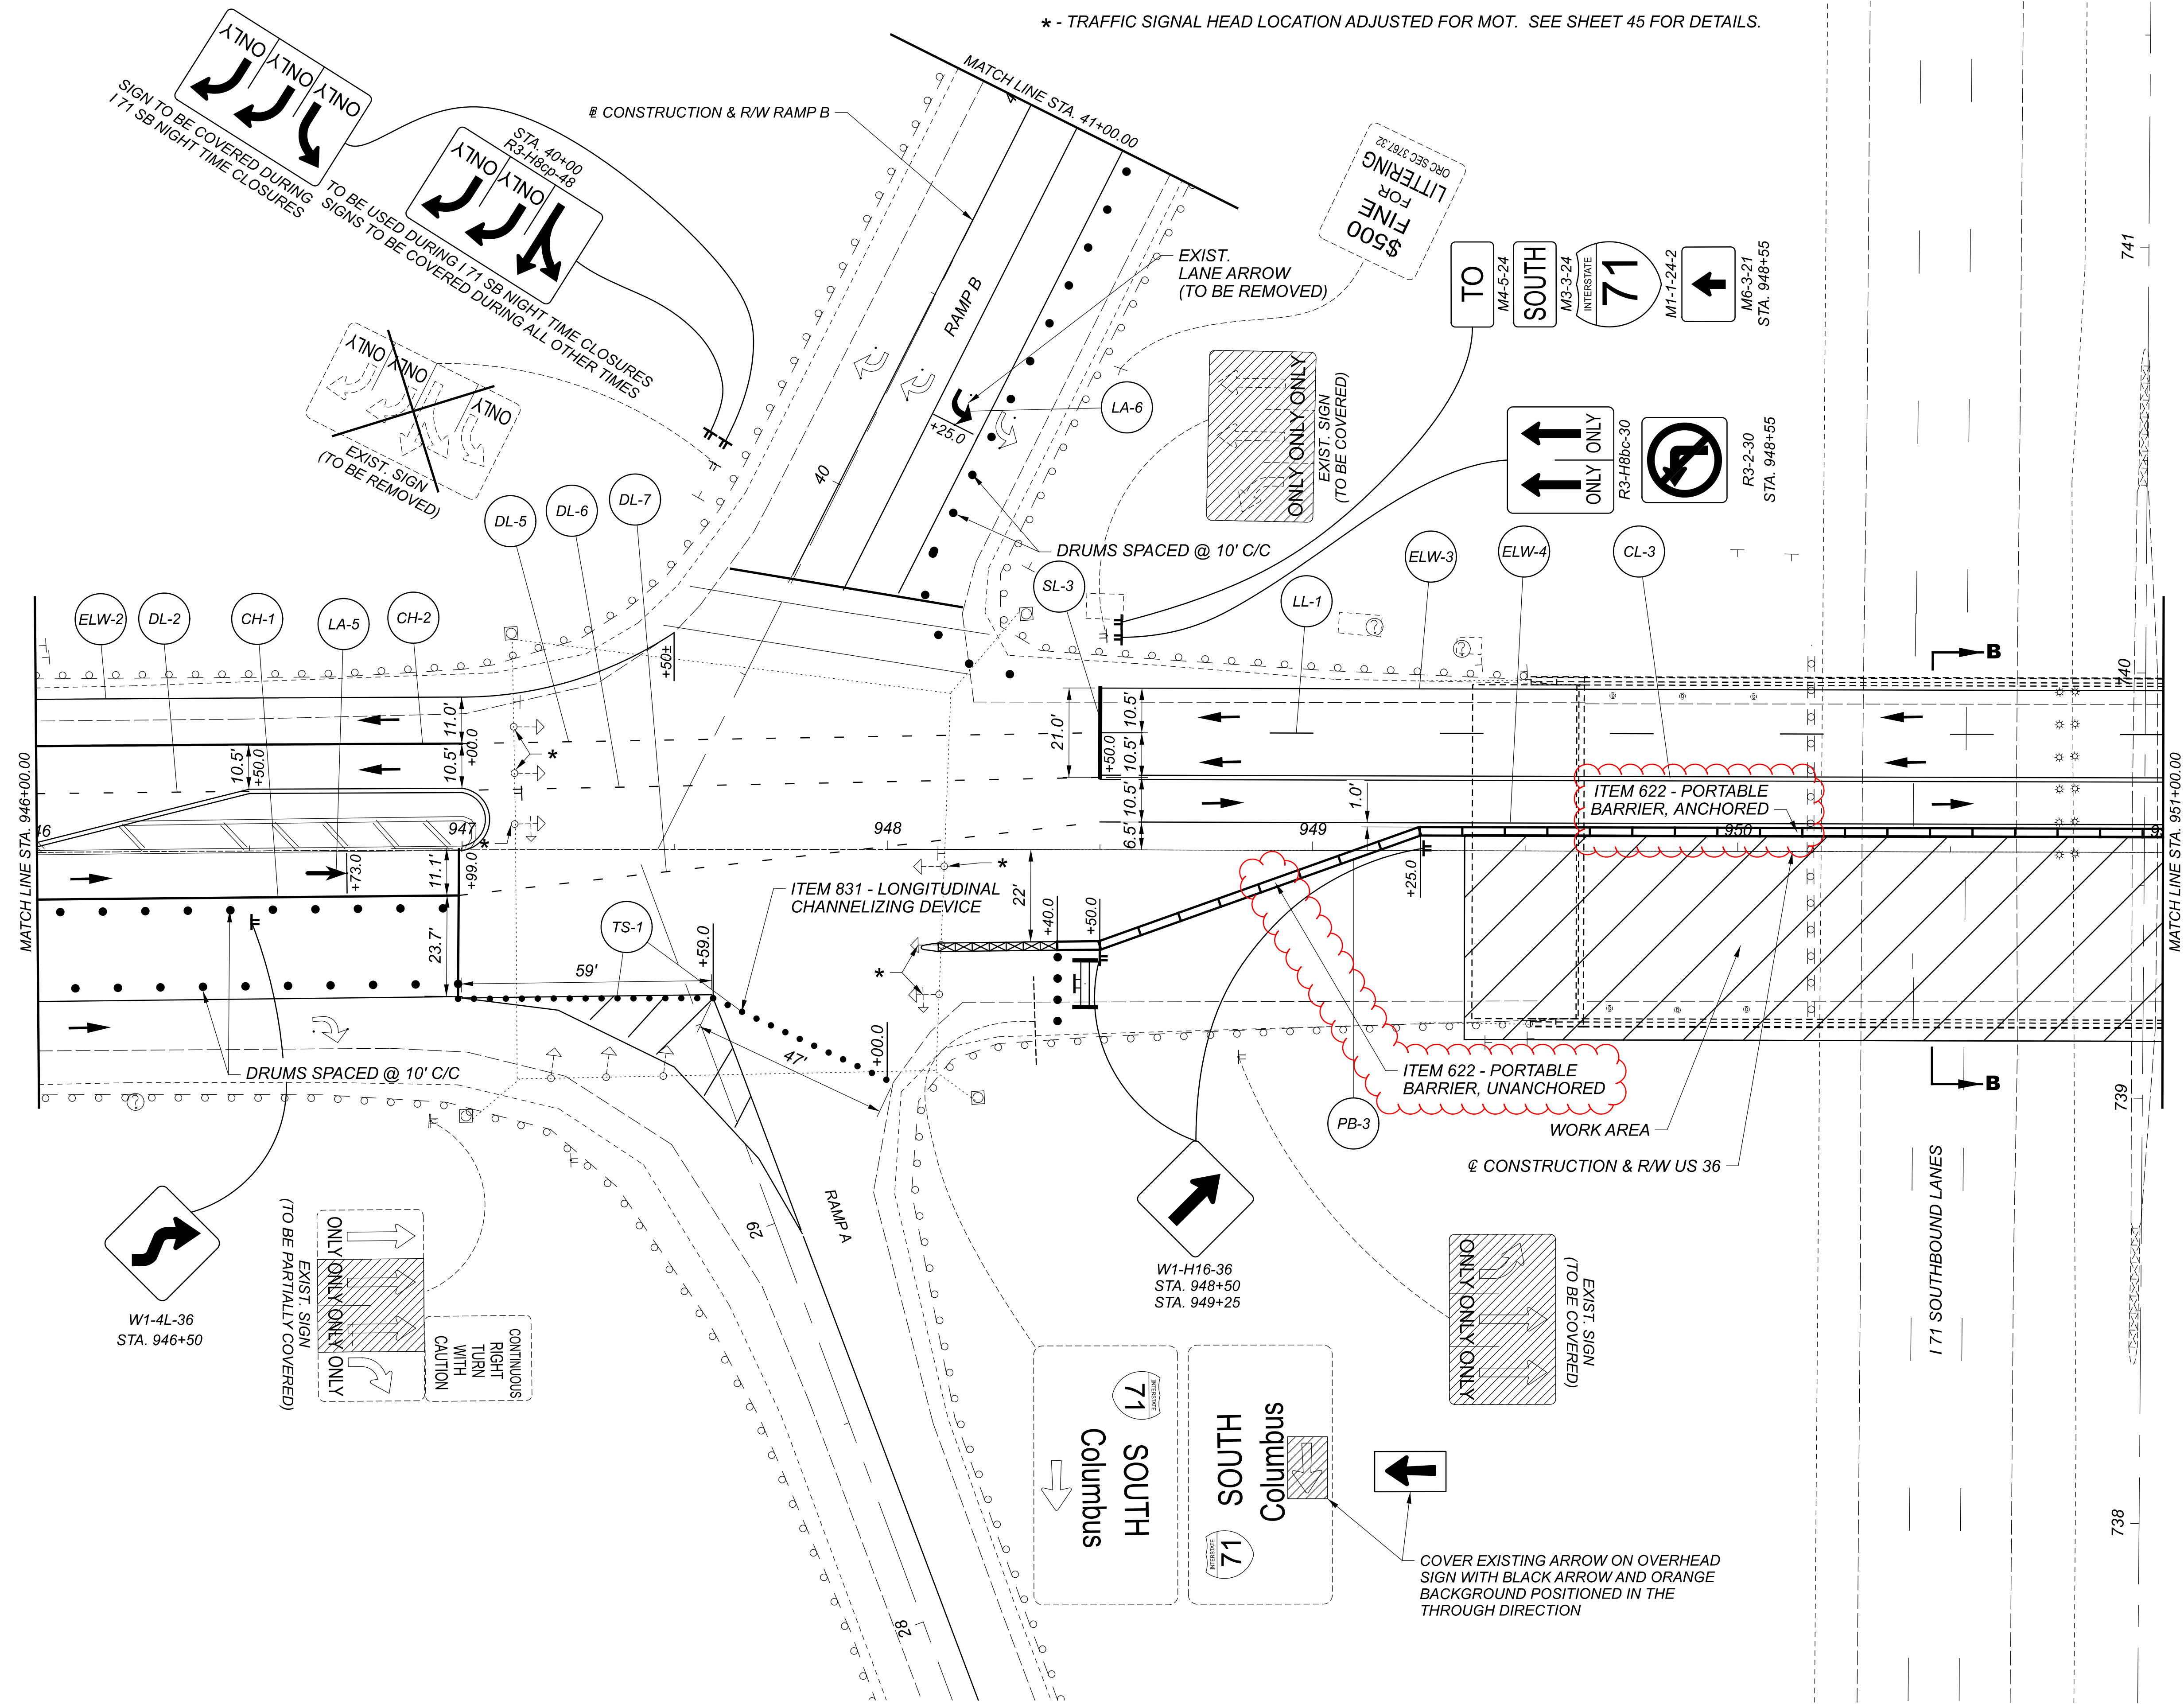 * - TRAFFIC SIGNAL HEAD LOCATION ADJUSTED FOR MOT. SEE SHEET 45 FOR DETAILS.
ONLY
ONLY
ONLY
SIGN TO BE COVERED DURING
I 71 SB NIGHT TIME CLOSURES
STA. 40+00
R3-H8cp-48
ONLY
ONLY
ONLY
TO BE USED DURING I 71 SB NIGHT TIME CLOSURES
SIGNS TO BE COVERED DURING ALL OTHER TIMES
ONLY
ONLY
ONLY
ONLY
EXIST. SIGN
(TO BE REMOVED)
℄ CONSTRUCTION & R/W RAMP B
MATCH LINE STA. 41+00.00
4
RAMP B
40
+25.0
EXIST.
LANE ARROW
(TO BE REMOVED)
LA-6
$500
FINE
FOR
LITTERING
ORC SEC 3767.32
ONLY ONLY ONLY
EXIST. SIGN
(TO BE COVERED)
TO
M4-5-24
SOUTH
M3-3-24
INTERSTATE
71
M1-1-24-2
M6-3-21
STA. 948+55
ONLY ONLY
R3-H8bc-30
R3-2-30
STA. 948+55
741
740
739
738
DRUMS SPACED @ 10' C/C
DL-5
DL-6
DL-7
ELW-2
DL-2
CH-1
LA-5
CH-2
SL-3
LL-1
ELW-3
ELW-4
CL-3
B
+50±
MATCH LINE STA. 946+00.00
46
10.5'
+50.0
11.0'
10.5'
+00.0
*
947
*
+73.0
11.1'
+99.0
23.7'
948
*
21.0'
10.5'
10.5'
+50.0
10.5'
6.5'
1.0'
949
ITEM 622 - PORTABLE
BARRIER, ANCHORED
950
9
MATCH LINE STA. 951+00.00
ITEM 831 - LONGITUDINAL
CHANNELIZING DEVICE
TS-1
59'
+59.0
47'
+00.0
*
22'
+40.0
+50.0
+25.0
DRUMS SPACED @ 10' C/C
ITEM 622 - PORTABLE
BARRIER, UNANCHORED
PB-3
WORK AREA
℄ CONSTRUCTION & R/W US 36
B
I 71 SOUTHBOUND LANES
W1-4L-36
STA. 946+50
EXIST. SIGN
(TO BE PARTIALLY COVERED)
ONLY ONLY ONLY ONLY
CONTINUOUS
RIGHT
TURN
WITH
CAUTION
29
28
RAMP A
W1-H16-36
STA. 948+50
STA. 949+25
ONLY ONLY ONLY
EXIST. SIGN
(TO BE COVERED)
INTERSTATE
71
SOUTH
Columbus
INTERSTATE
71
SOUTH
Columbus
COVER EXISTING ARROW ON OVERHEAD
SIGN WITH BLACK ARROW AND ORANGE
BACKGROUND POSITIONED IN THE
THROUGH DIRECTION